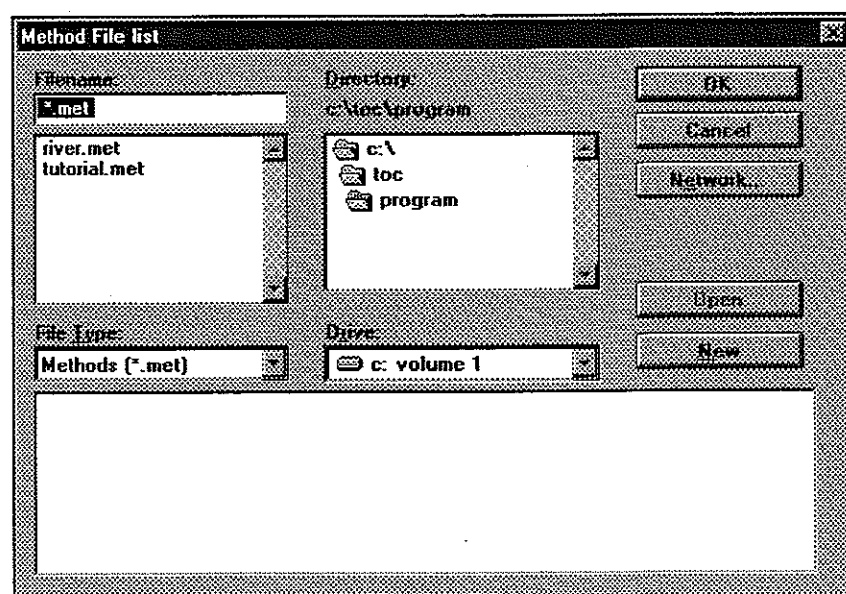 Method File list
Filename:
*.met
river.met
tutorial.met
File Type:
Methods (*.met)
Directory:
c:\toc\program
c:\
toc
program
Drive:
c: volume 1
OK
Cancel
Network...
Open
New